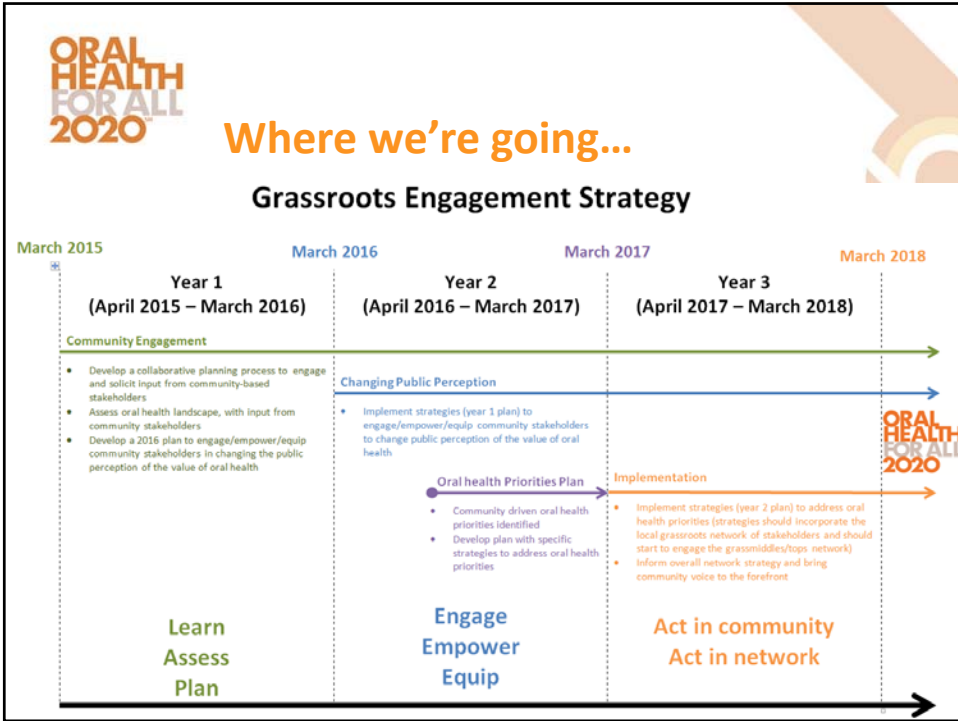 ORAL
HEALTH
FOR ALL
2020
Where we're going...
Grassroots Engagement Strategy
March 2015
March 2016
March 2017
March 2018
Year 1
(April 2015 – March 2016)
Year 2
(April 2016 – March 2017)
Year 3
(April 2017 – March 2018)
Community Engagement
• Develop a collaborative planning process to engage
and solicit input from community-based
stakeholders
• Assess oral health landscape, with input from
community stakeholders
• Develop a 2016 plan to engage/empower/equip
community stakeholders in changing the public
perception of the value of oral health
Changing Public Perception
• Implement strategies (year 1 plan) to
engage/empower/equip community stakeholders
to change public perception of the value of oral
health
Oral health Priorities Plan
• Community driven oral health
priorities identified
• Develop plan with specific
strategies to address oral health
priorities
Implementation
• Implement strategies (year 2 plan) to address oral
health priorities (strategies should incorporate the
local grassroots network of stakeholders and should
start to engage the grassmiddles/tops network)
• Inform overall network strategy and bring
community voice to the forefront
ORAL
HEALTH
FOR ALL
2020
Learn
Assess
Plan
Engage
Empower
Equip
Act in community
Act in network